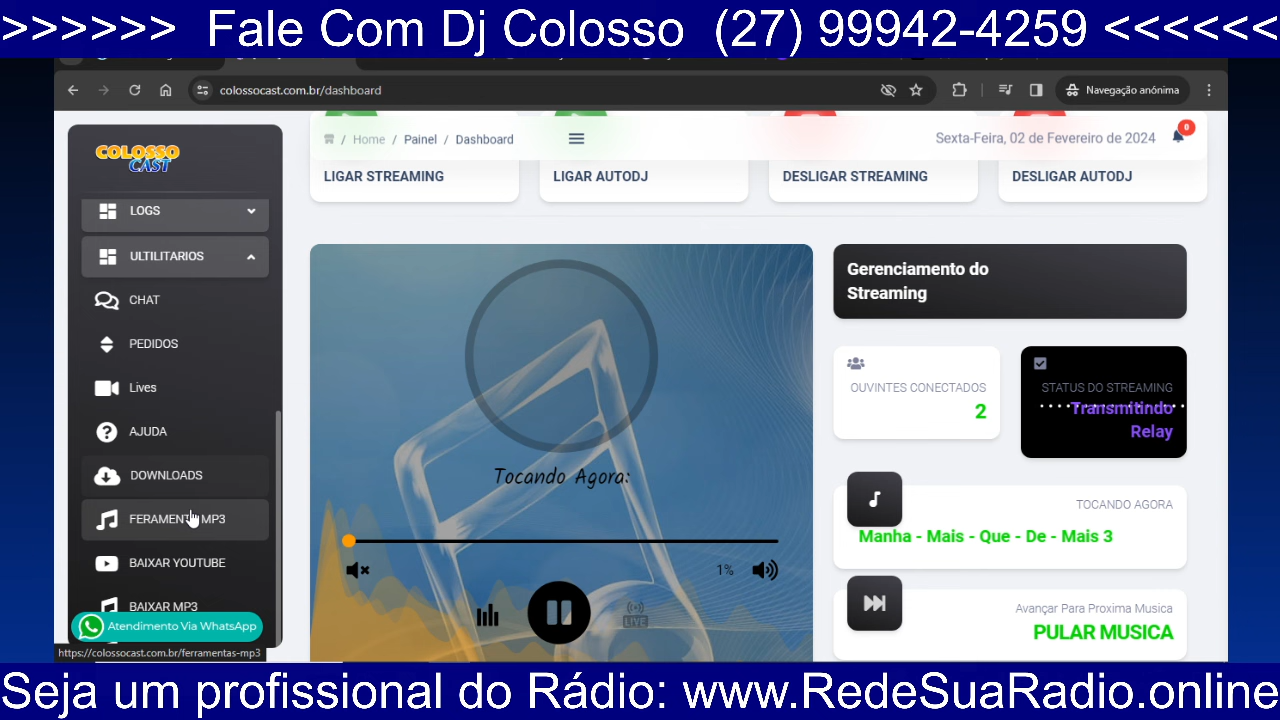 >>>>>> Fale Com Dj Colosso (27) 99942-4259 <<<<<<
colossocast.com.br/dashboard
Navegação anónima
COLOSSO
CAST
/ Home / Painel / Dashboard
Sexta-Feira, 02 de Fevereiro de 2024
0
LIGAR STREAMING
LIGAR AUTODJ
DESLIGAR STREAMING
DESLIGAR AUTODJ
LOGS
ULTILITARIOS
CHAT
PEDIDOS
Lives
AJUDA
DOWNLOADS
FERAMENT MP3
BAIXAR YOUTUBE
BAIXAR MP3
Atendimento Via WhatsApp
https://colossocast.com.br/ferramentas-mp3
Tocando Agora:
1%
LIVE
Gerenciamento do
Streaming
OUVINTES CONECTADOS
2
STATUS DO STREAMING
Transmitindo
Relay
TOCANDO AGORA
Manha - Mais - Que - De - Mais 3
Avançar Para Proxima Musica
PULAR MUSICA
Seja um profissional do Rádio: www.RedeSuaRadio.online